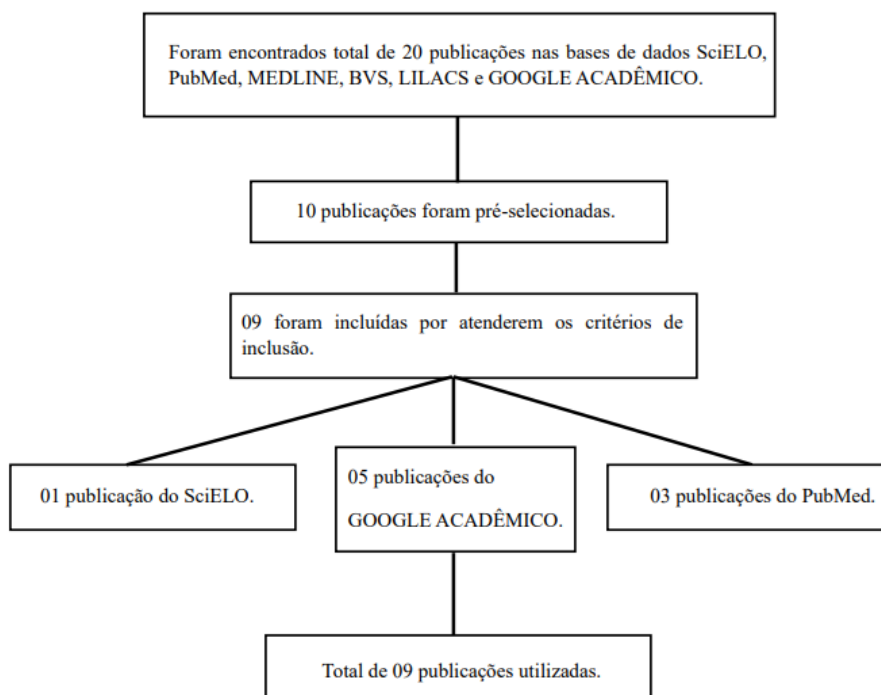 Foram encontrados total de 20 publicações nas bases de dados SciELO,
PubMed, MEDLINE, BVS, LILACS e GOOGLE ACADÊMICO.
10 publicações foram pré-selecionadas.
09 foram incluídas por atenderem os critérios de
inclusão.
01 publicação do SciELO.
05 publicações do
GOOGLE ACADÊMICO.
03 publicações do PubMed.
Total de 09 publicações utilizadas.